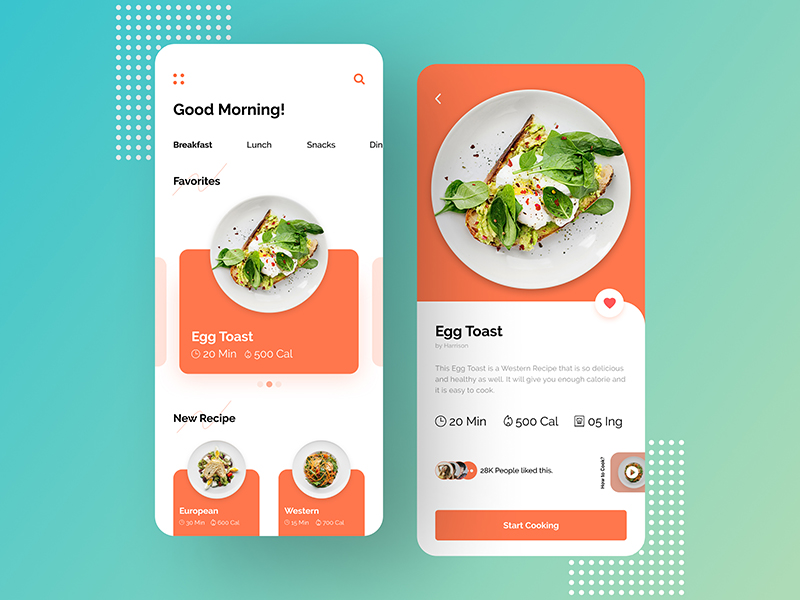 Good Morning!
Breakfast Lunch Snacks Din
Favorites
Egg Toast
20 Min 500 Cal
New Recipe
European
30 Min 600 Cal
Western
15 Min 700 Cal
Egg Toast
by Harrison
This Egg Toast is a Western Recipe that is so delicious
and healthy as well. It will give you enough calorie and
it is easy to cook.
20 Min 500 Cal 05 Ing
28K People liked this.
How to Cook?
Start Cooking